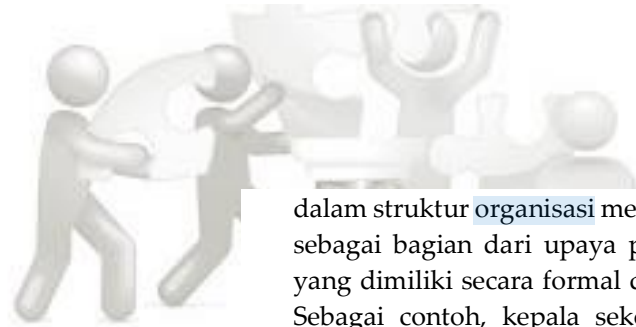 dalam struktur organisasi me
sebagai bagian dari upaya p
yang dimiliki secara formal
Sebagai contoh, kepala sek